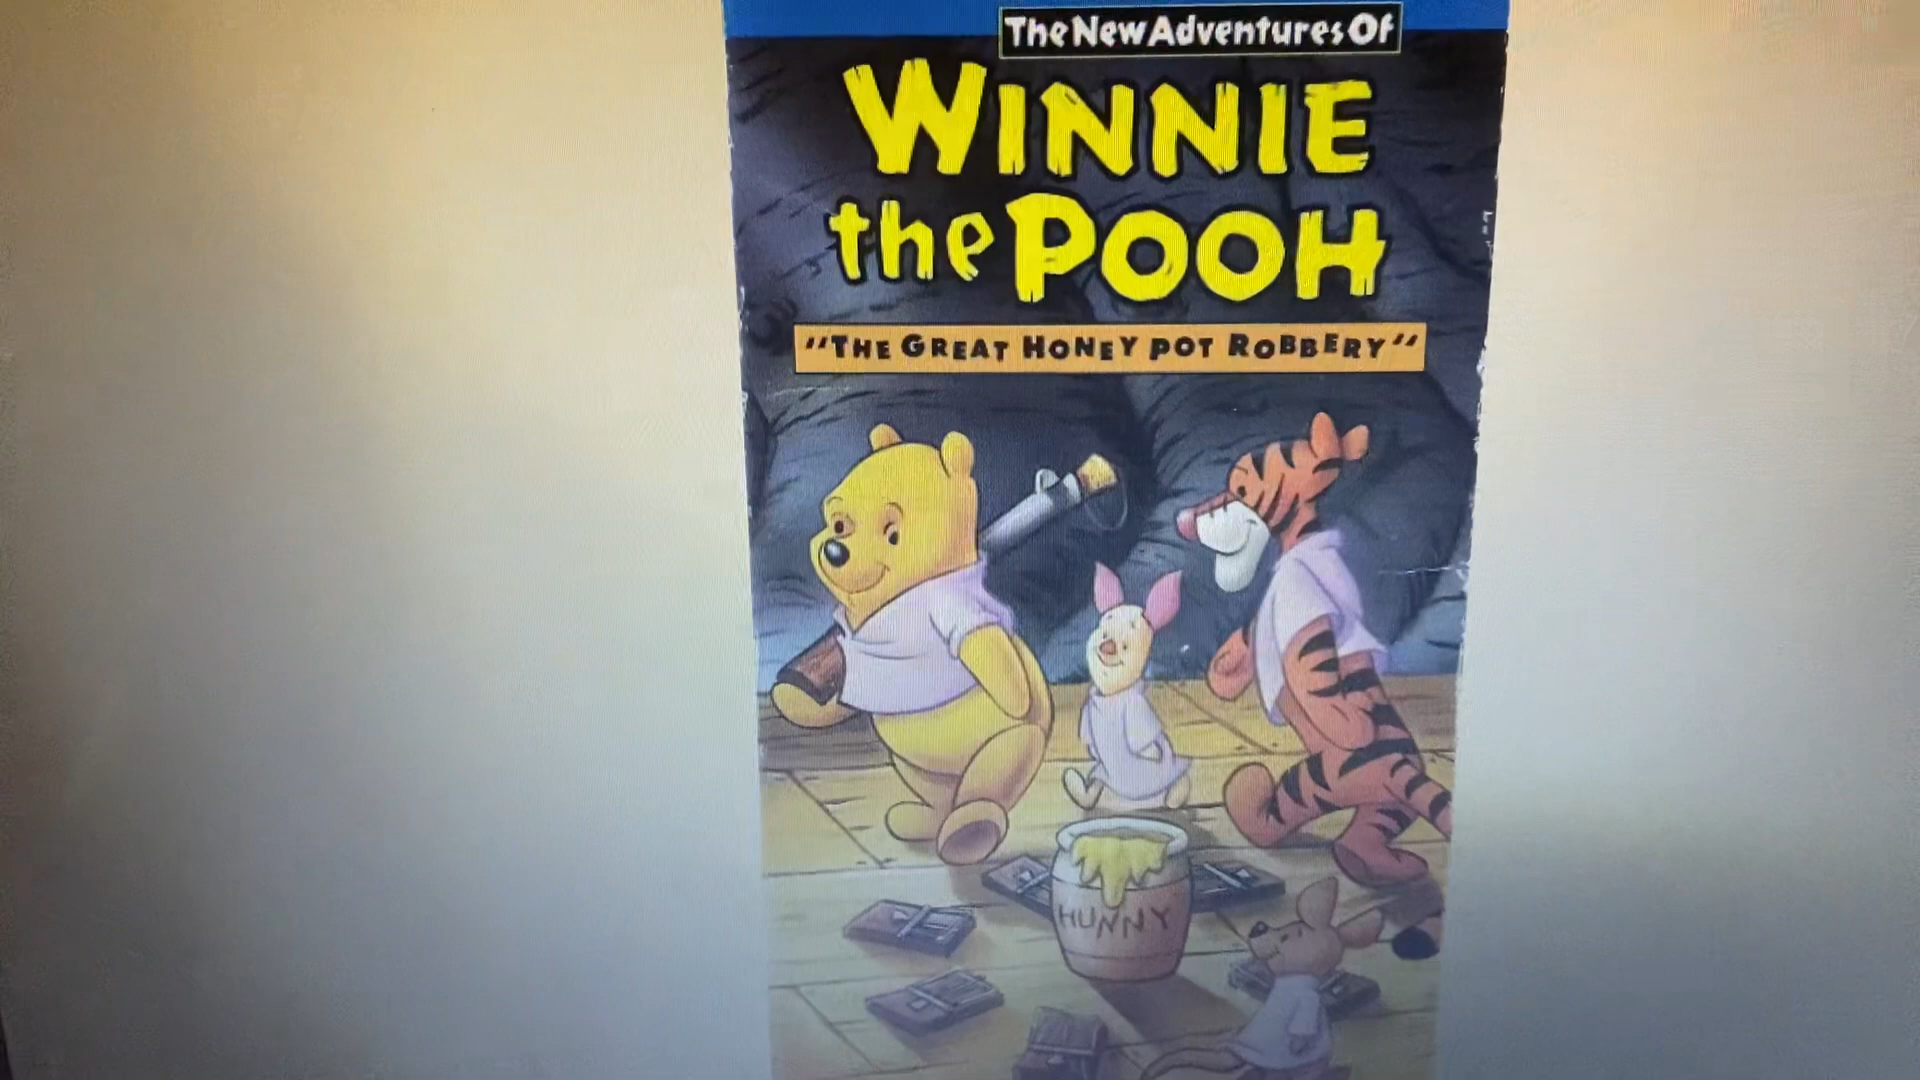 The New Adventures Of
WINNIE
the POOH
"THE GREAT HONEY POT ROBBERY"
HUNNY